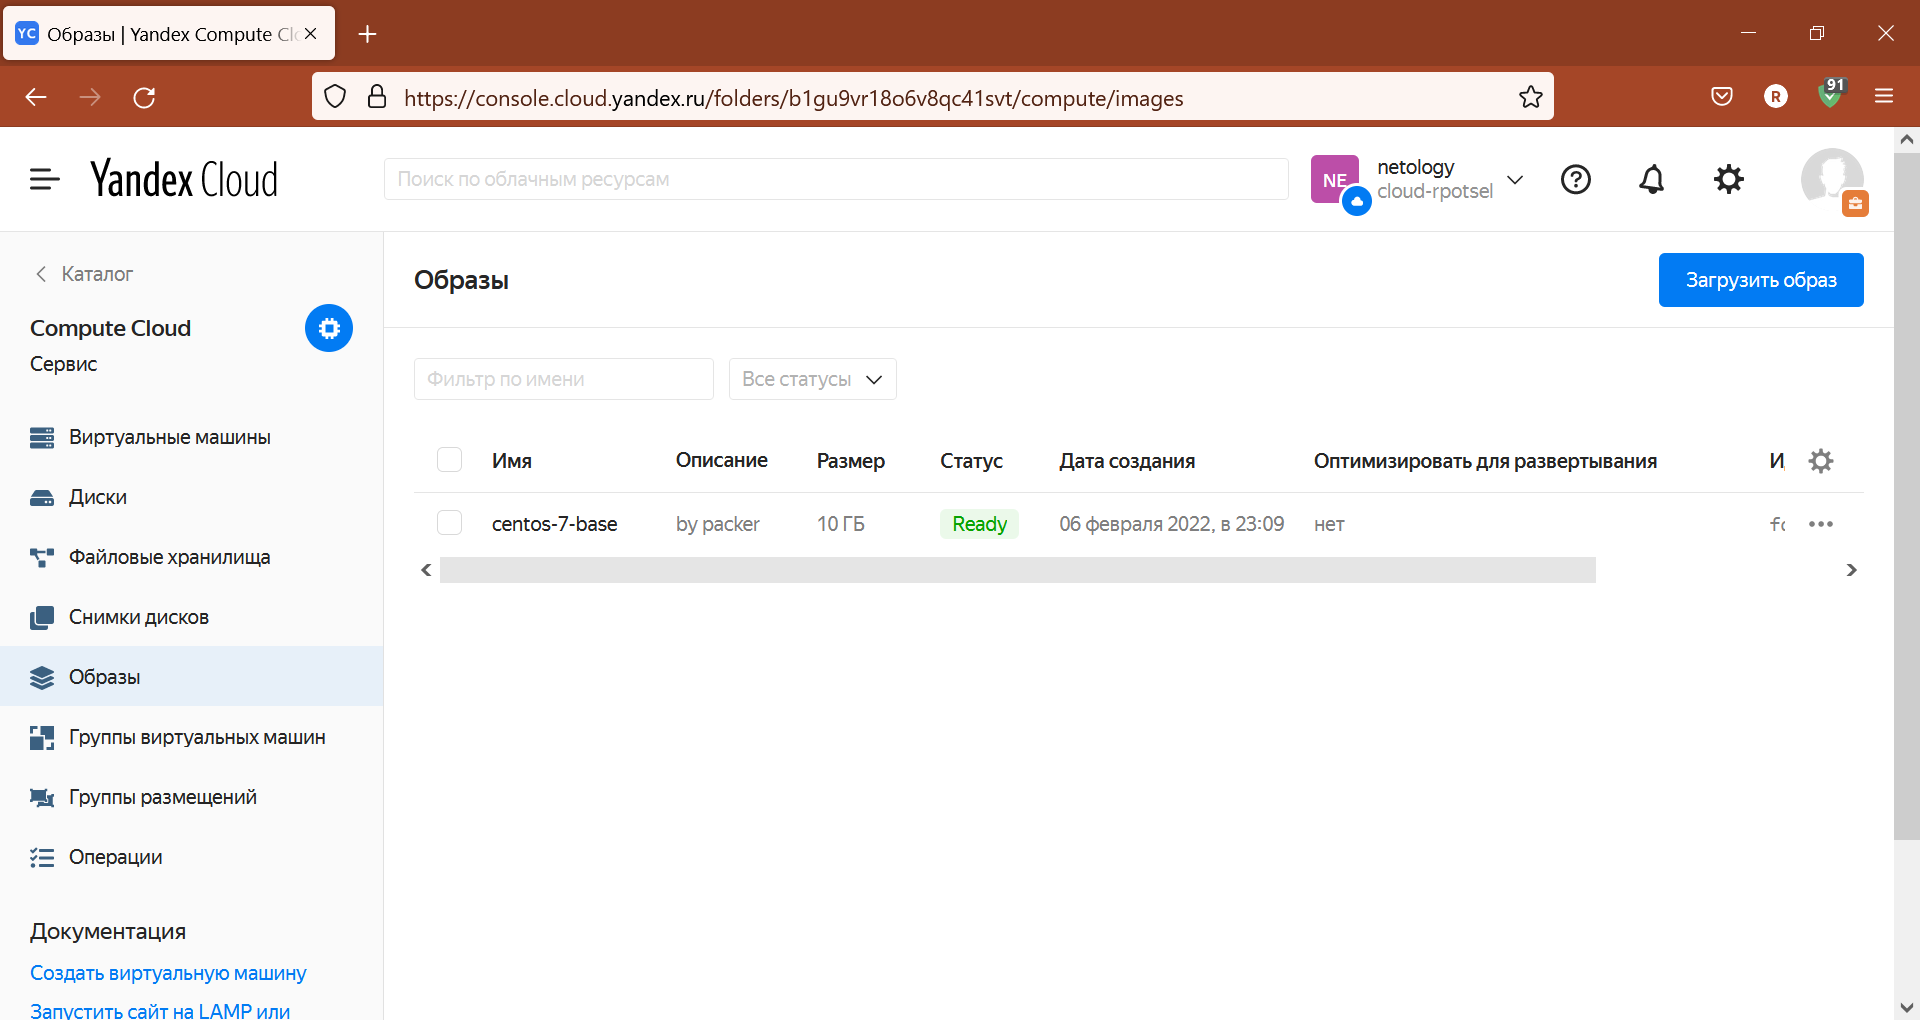 YC Образы | Yandex Compute Clo
https://console.cloud.yandex.ru/folders/b1gu9vr18o6v8qc41svt/compute/images
R
91
Yandex Cloud
Поиск по облачным ресурсам
NE
netology
cloud-rpotsel
Каталог
Compute Cloud
Сервис
Виртуальные машины
Диски
Файловые хранилища
Снимки дисков
Образы
Группы виртуальных машин
Группы размещений
Операции
Документация
Создать виртуальную машину
Запустить сайт на LAMP или
Образы
Загрузить образ
Фильтр по имени
Все статусы
Имя Описание Размер Статус Дата создания Оптимизировать для развертывания
centos-7-base by packer 10 ГБ Ready 06 февраля 2022, в 23:09 нет